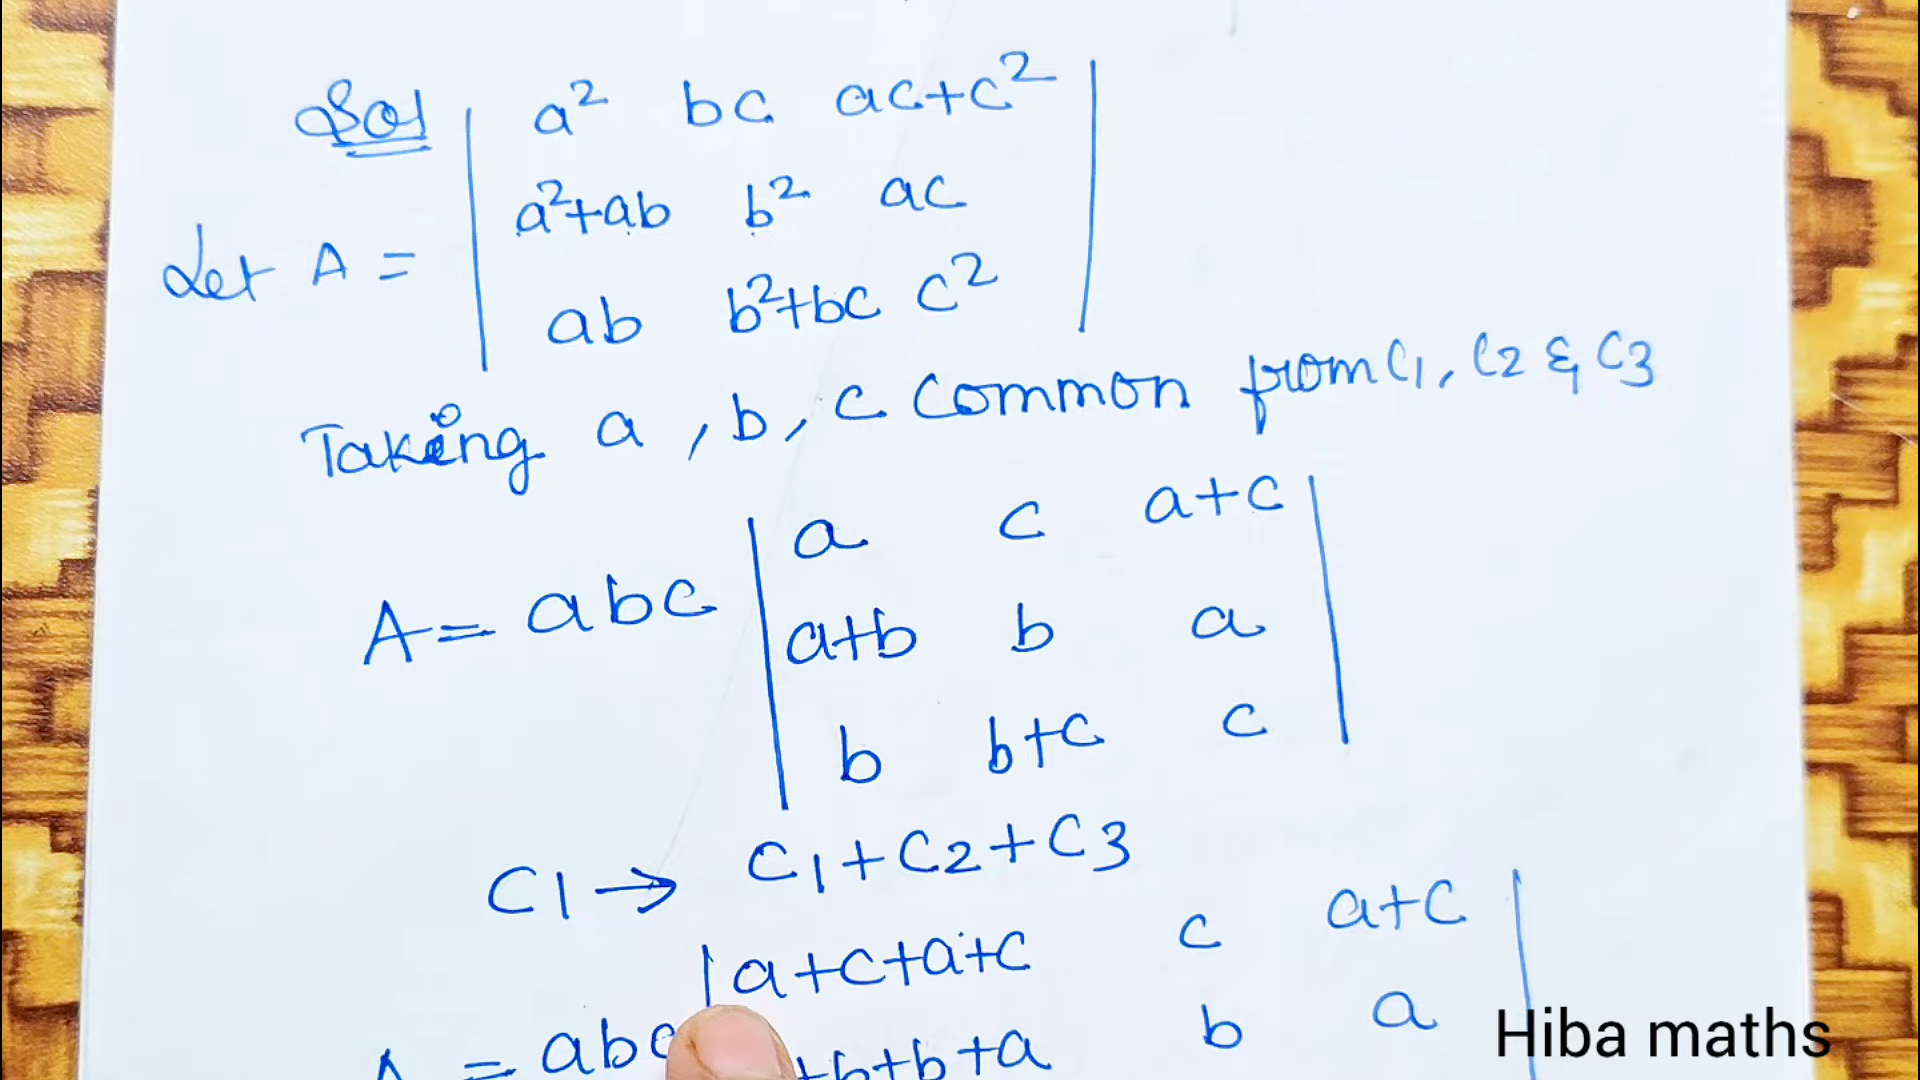 Sol
| a² bc ac+c² |
Let A = | a²+ab b² ac |
| ab b²+bc c² |
Taking a, b, c common from C1, C2 & C3
| a c a+c |
A = abc | a+b b a |
| b b+c c |
C1 → C1+C2+C3
| a+c+a+c c a+c |
= abc +b+b+a b a |
Hiba maths